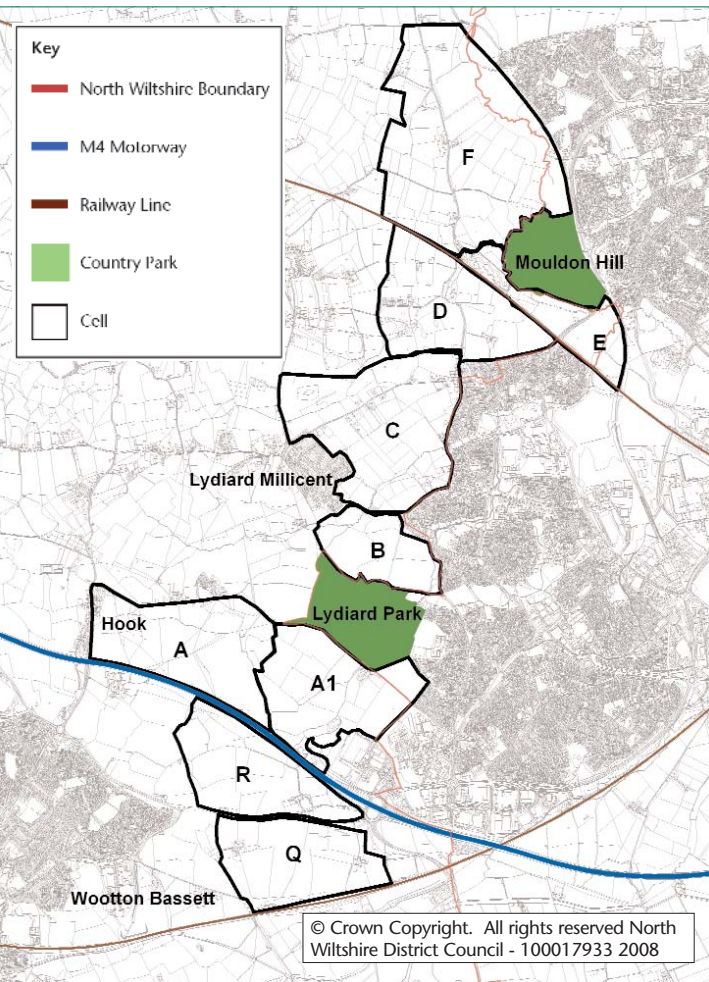 Key
North Wiltshire Boundary
M4 Motorway
Railway Line
Country Park
Cell
F
Mouldon Hill
D
E
C
Lydiard Millicent
B
Lydiard Park
Hook
A
A1
R
Q
Wootton Bassett
© Crown Copyright. All rights reserved North
Wiltshire District Council - 100017933 2008